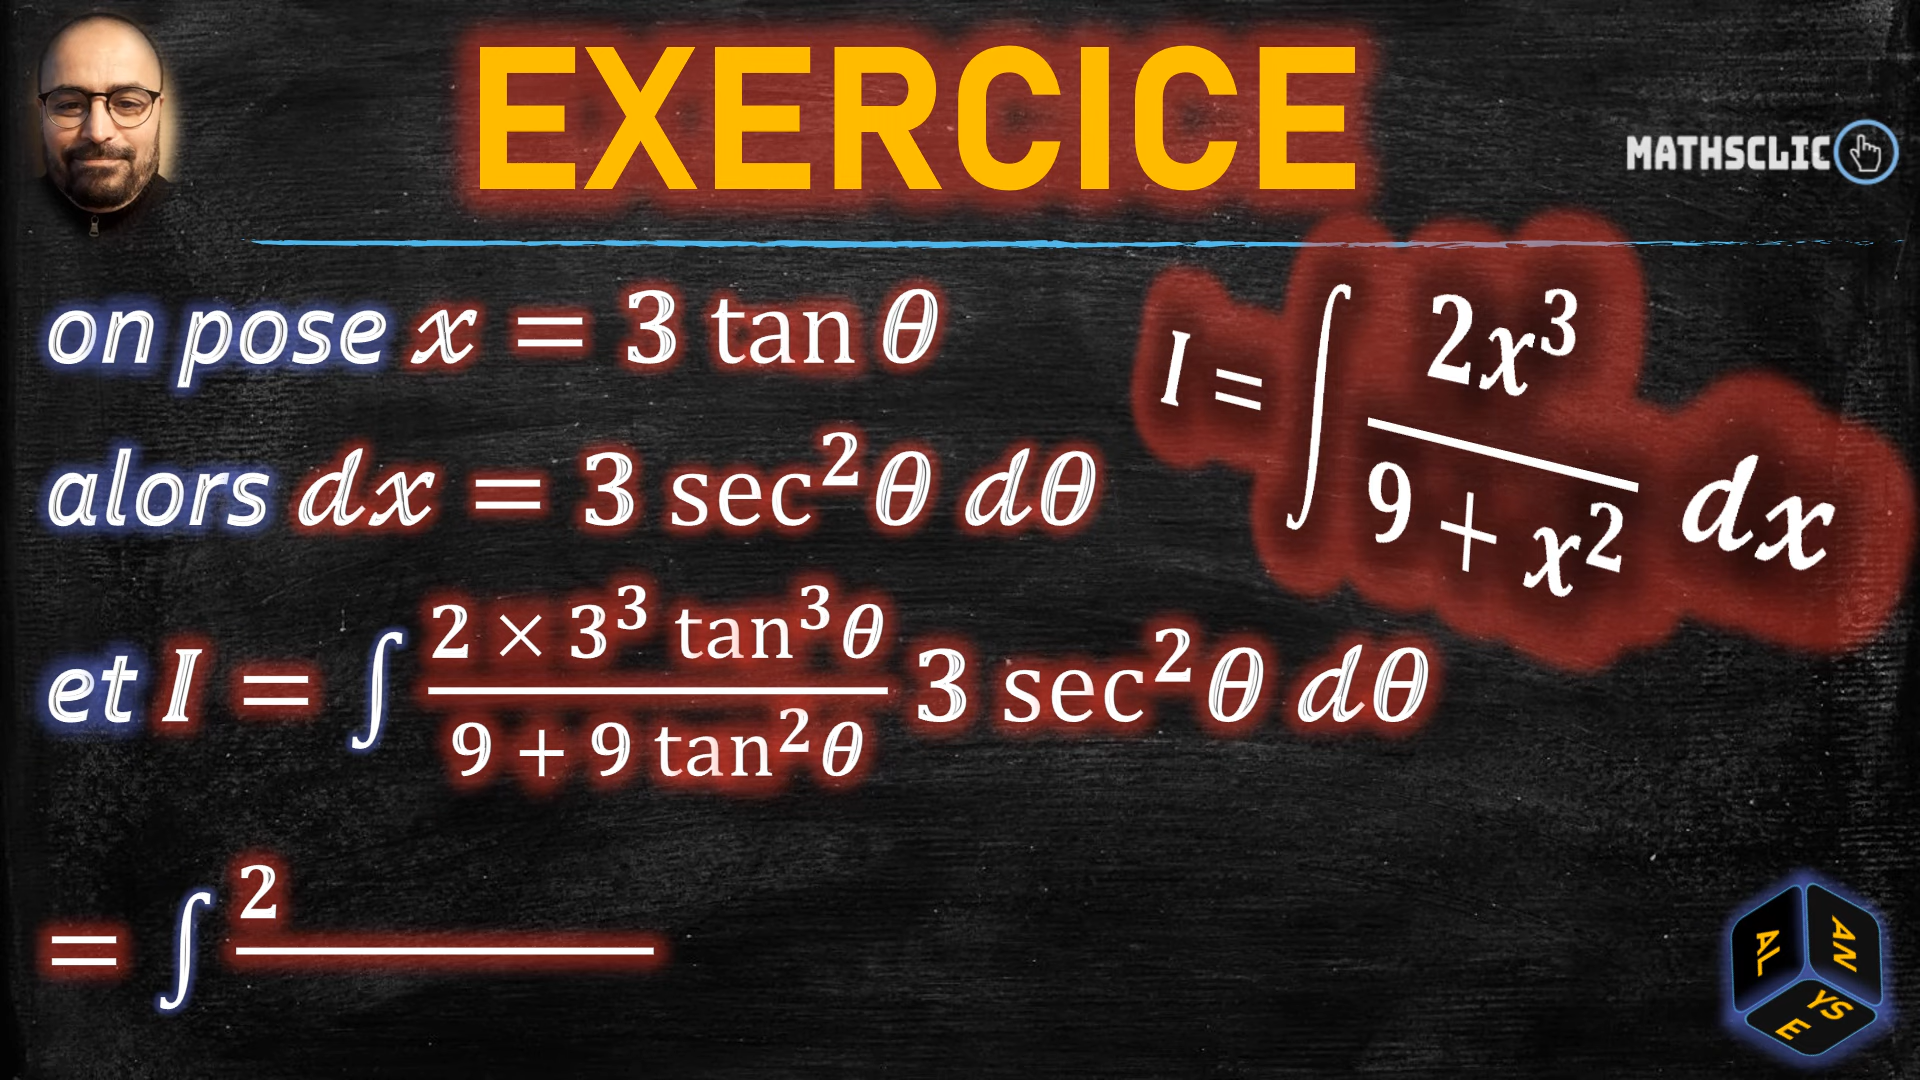 EXERCICE
MATHSCLIC
on pose x = 3 tan θ
I = ∫ 2x³ / 9 + x² dx
alors dx = 3 sec²θ dθ
et I = ∫ 2 × 3³ tan³θ / 9 + 9 tan²θ 3 sec²θ dθ
= ∫ 2
AN
AL
YS
E